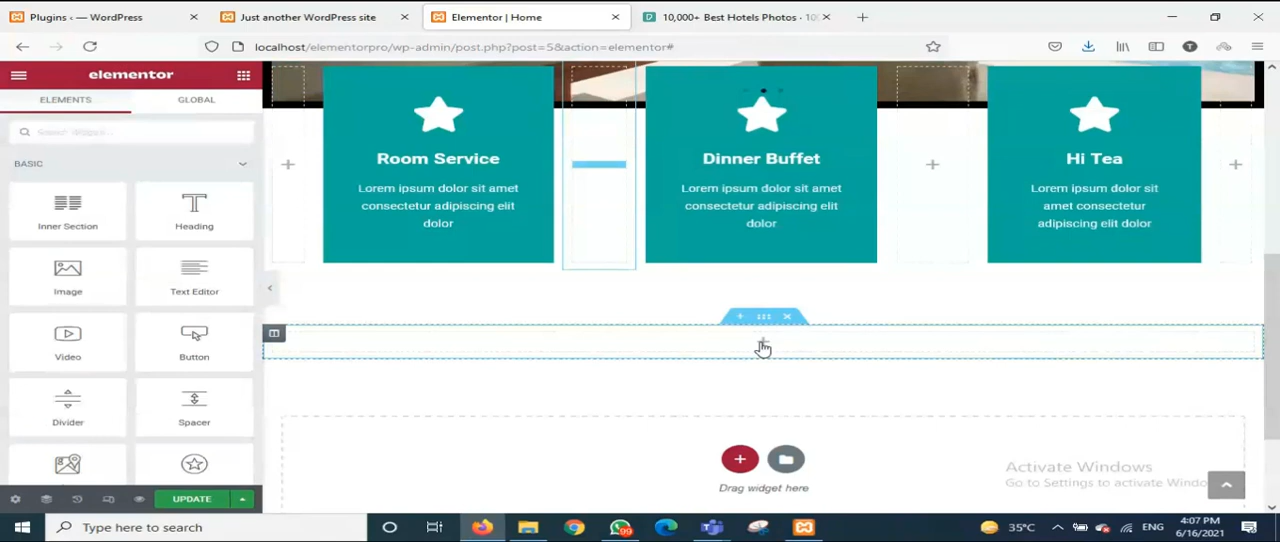 Plugins ‹ — WordPress
Just another WordPress site
Elementor | Home
10,000+ Best Hotels Photos · 10
localhost/elementorpro/wp-admin/post.php?post=5&action=elementor#
elementor
ELEMENTS
GLOBAL
Search Widget...
BASIC
Inner Section
Heading
Image
Text Editor
Video
Button
Divider
Spacer
UPDATE
Room Service
Lorem ipsum dolor sit amet
consectetur adipiscing elit
dolor
Dinner Buffet
Lorem ipsum dolor sit amet
consectetur adipiscing elit
dolor
Hi Tea
Lorem ipsum dolor sit
amet consectetur
adipiscing elit dolor
Drag widget here
Activate Windows
Go to Settings to activate Windo
Type here to search
99
35°C
ENG
4:07 PM
6/16/2021